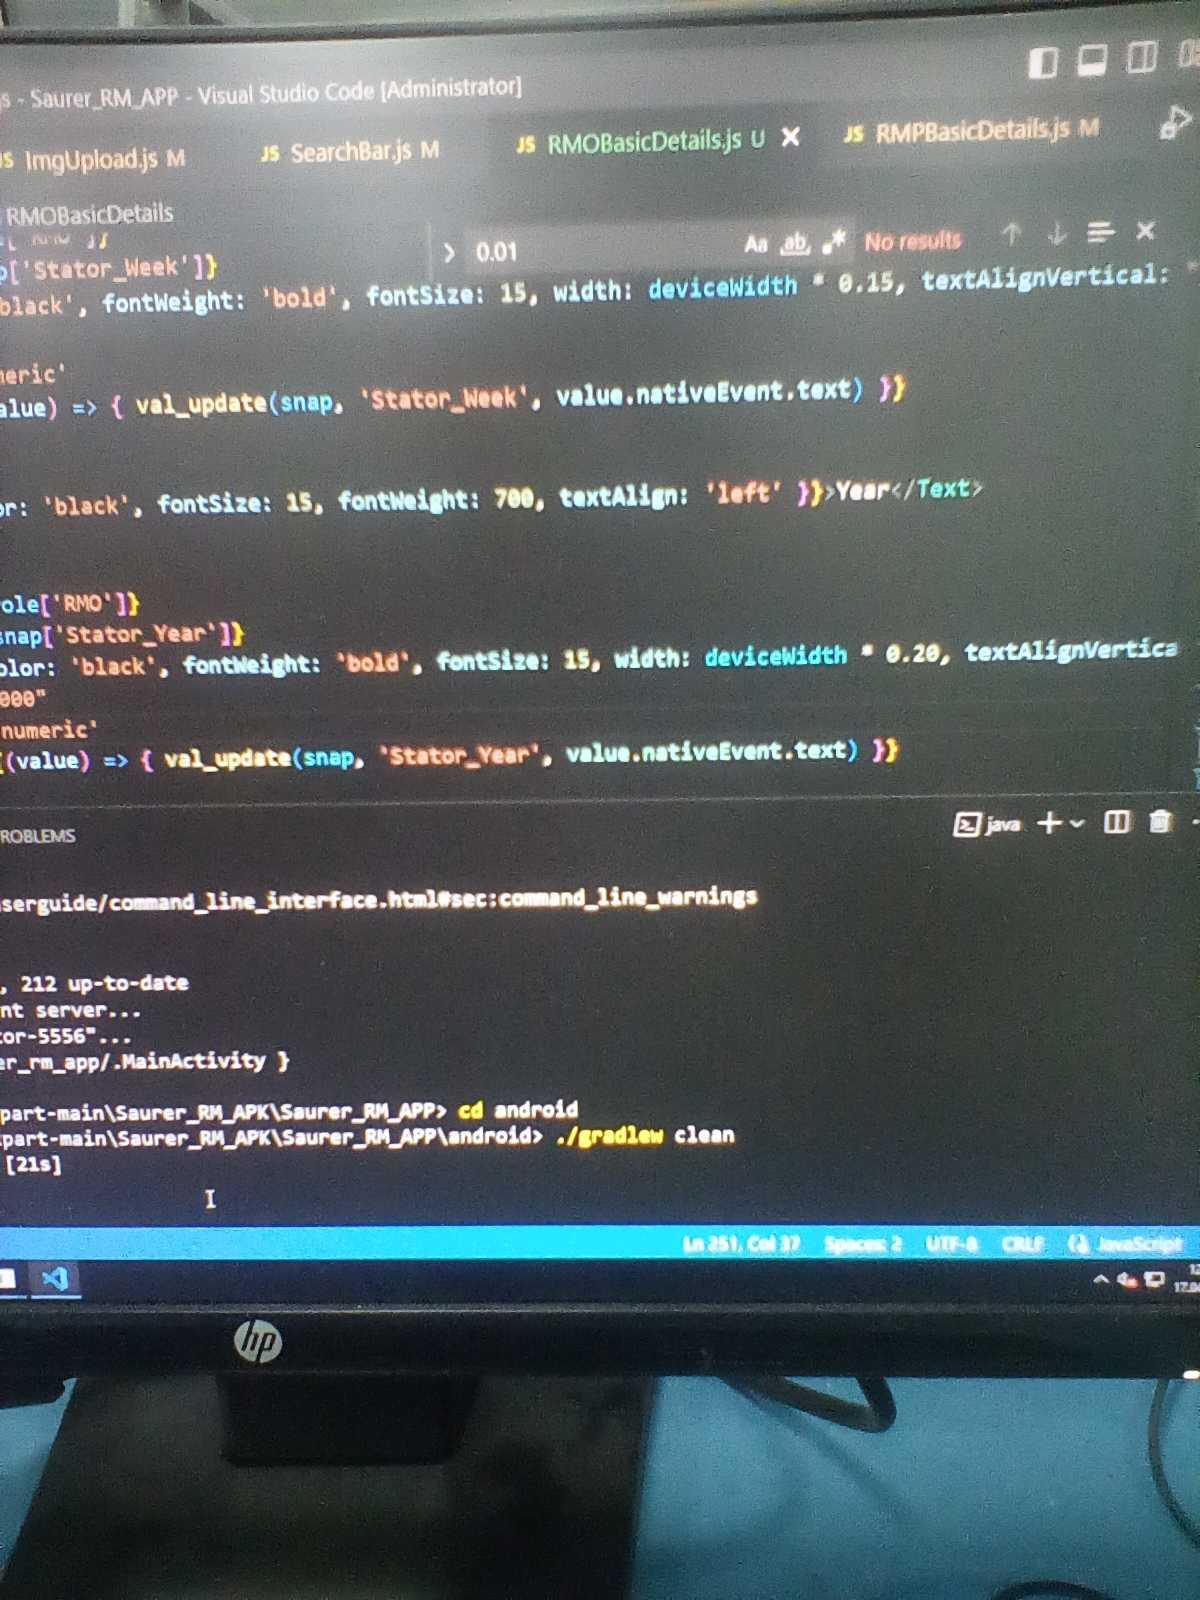 s - Saurer_RM_APP - Visual Studio Code [Administrator]
JS ImgUpload.js M JS SearchBar.js M JS RMOBasicDetails.js U JS RMPBasicDetails.js M
RMOBasicDetails
> 0.01 Aa ab, .* No results
p['Stator_Week']}
black', fontWeight: 'bold', fontSize: 15, width: deviceWidth * 0.15, textAlignVertical:
meric'
alue) => { val_update(snap, 'Stator_Week', value.nativeEvent.text) }}
or: 'black', fontSize: 15, fontWeight: 700, textAlign: 'left' }}>Year</Text>
ole['RMO']}
snap['Stator_Year']}
olor: 'black', fontWeight: 'bold', fontSize: 15, width: deviceWidth * 0.20, textAlignVertica
000"
numeric'
{(value) => { val_update(snap, 'Stator_Year', value.nativeEvent.text) }}
ROBLEMS java
serguide/command_line_interface.html#sec:command_line_warnings
, 212 up-to-date
nt server...
tor-5556"...
er_rm_app/.MainActivity }
part-main\Saurer_RM_APK\Saurer_RM_APP> cd android
part-main\Saurer_RM_APK\Saurer_RM_APP\android> ./gradlew clean
[21s]
Ln 251, Col 37 Spaces: 2 UTF-8 CRLF JavaScript
hp